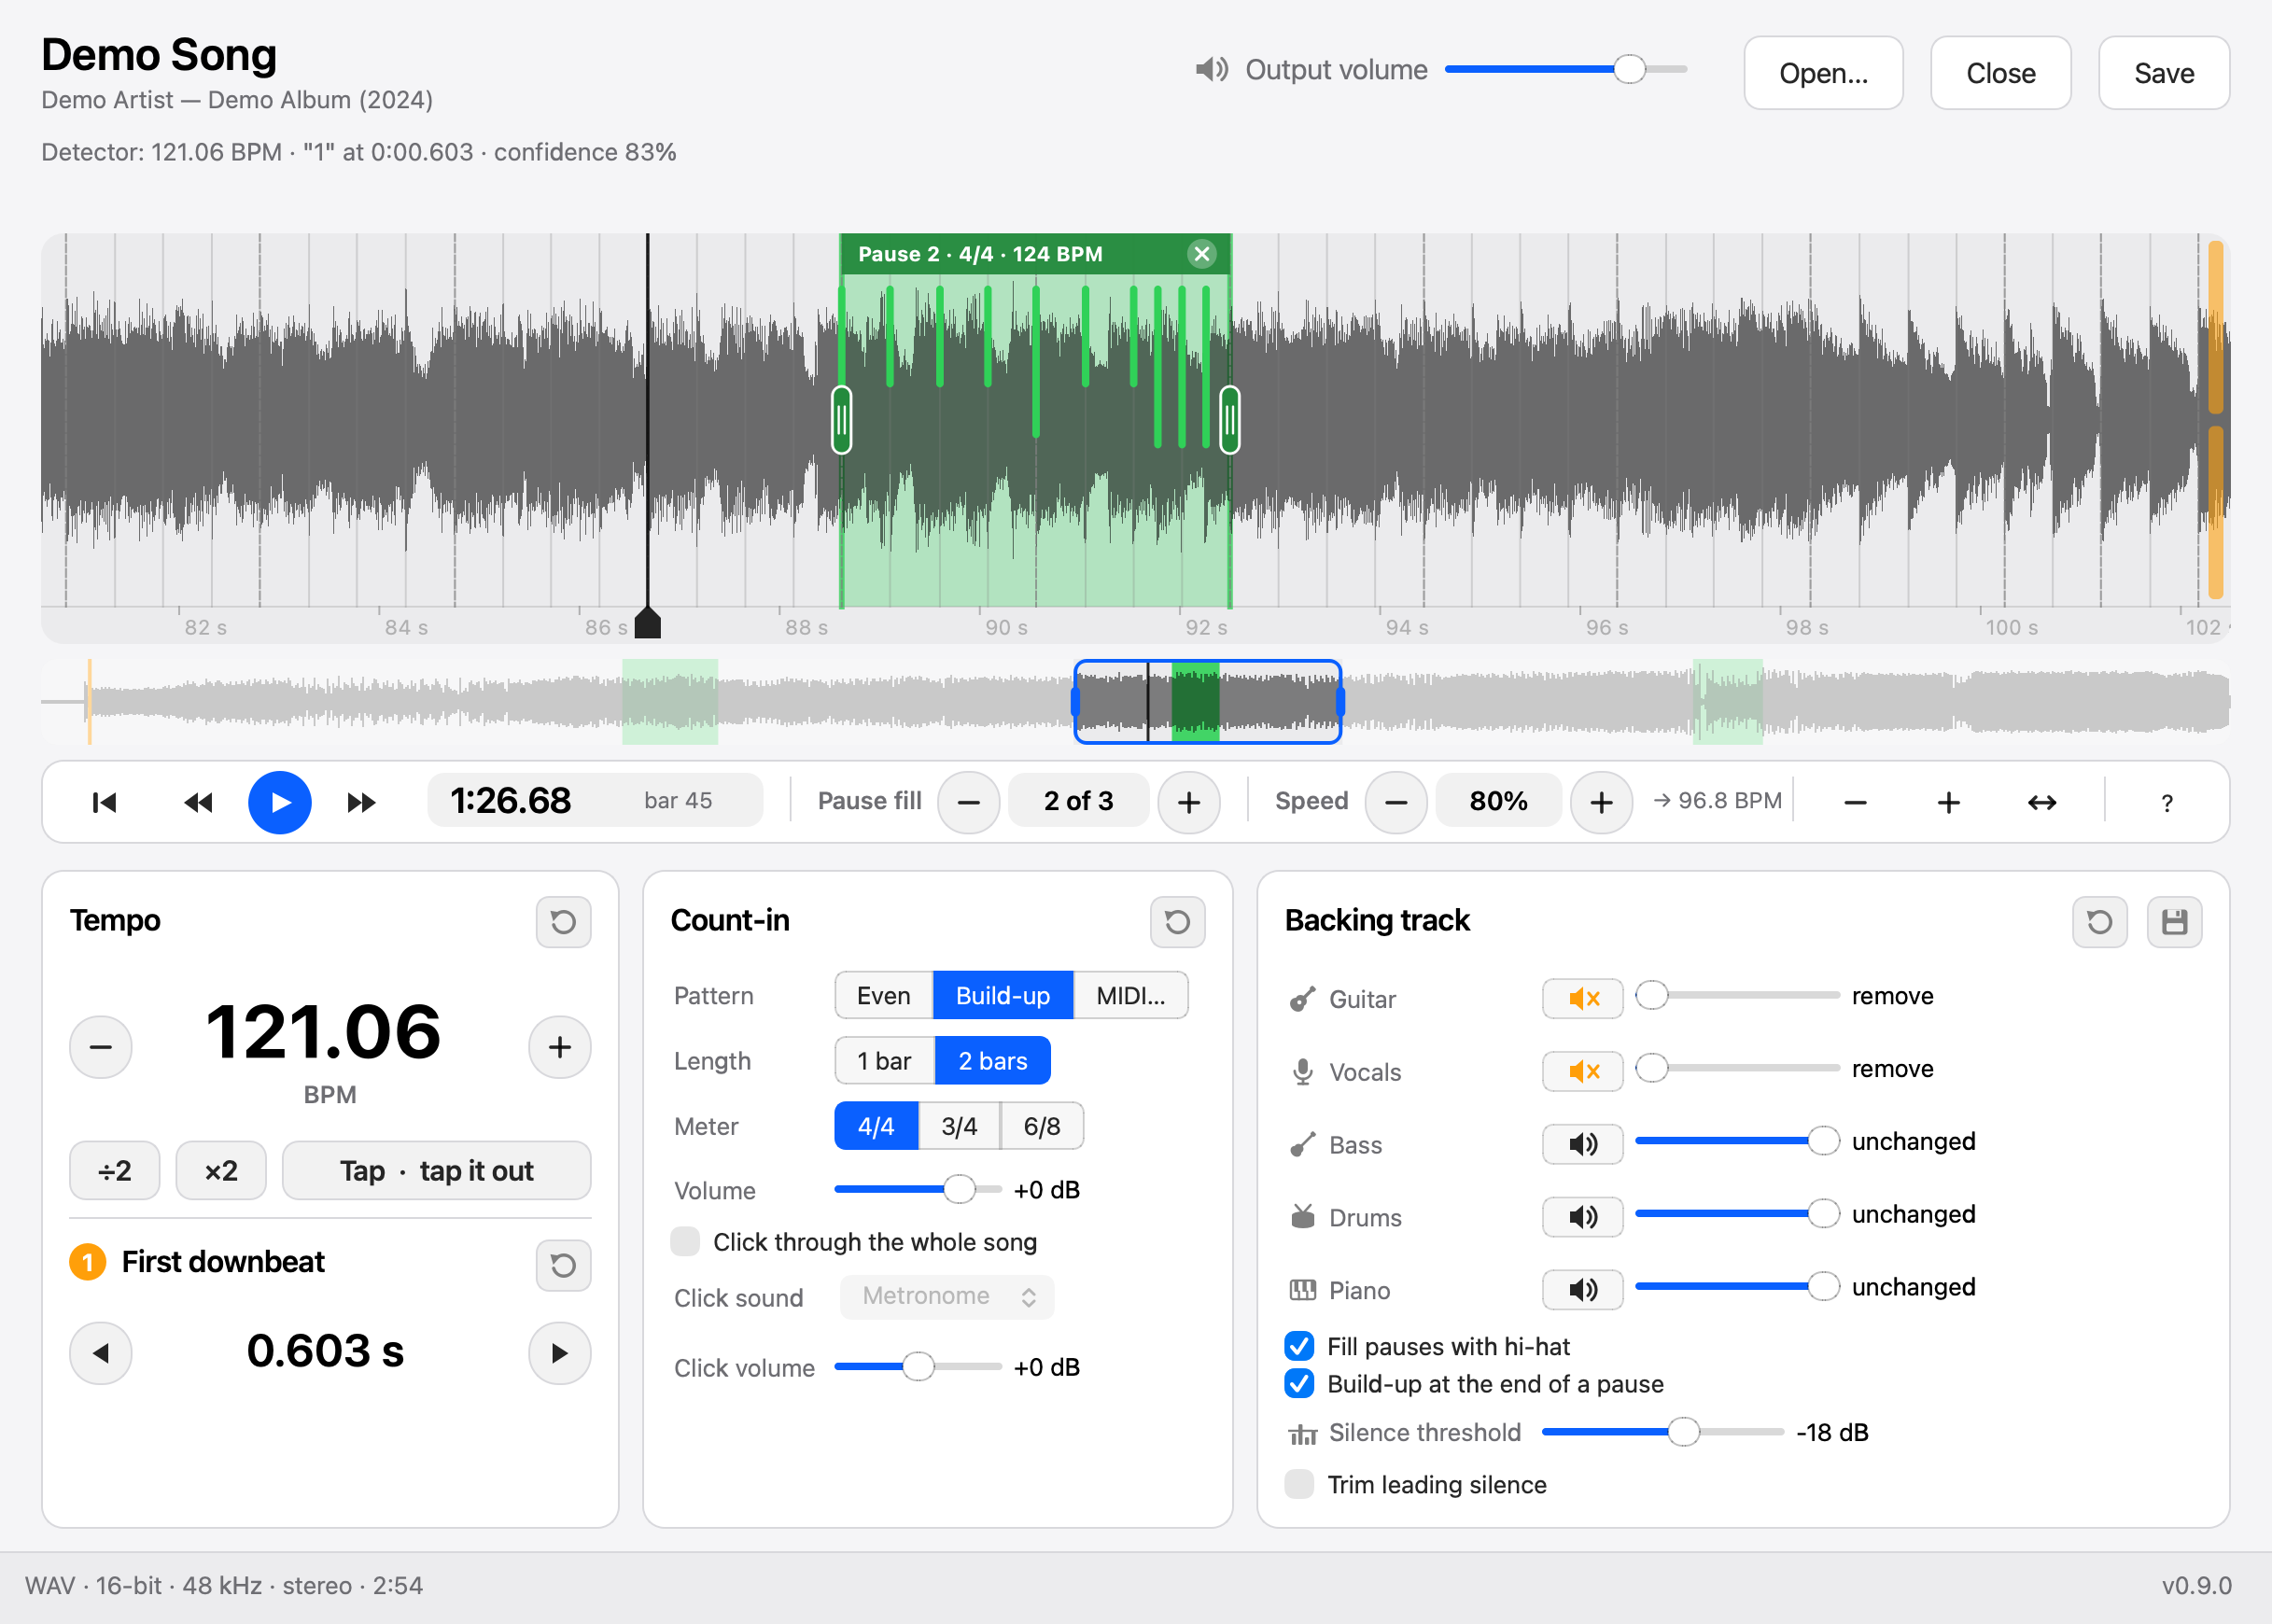 Demo Song
Demo Artist — Demo Album (2024)
Detector: 121.06 BPM · "1" at 0:00.603 · confidence 83%
Output volume
Open...
Close
Save
Pause 2 · 4/4 · 124 BPM
82 s 84 s 86 s 88 s 90 s 92 s 94 s 96 s 98 s 100 s 102
1:26.68 bar 45 Pause fill − 2 of 3 + Speed − 80% + → 96.8 BPM − + ↔ ?
Tempo
− 121.06 +
BPM
÷2 ×2 Tap · tap it out
1 First downbeat
0.603 s
Count-in
Pattern Even Build-up MIDI...
Length 1 bar 2 bars
Meter 4/4 3/4 6/8
Volume +0 dB
Click through the whole song
Click sound Metronome
Click volume +0 dB
Backing track
Guitar remove
Vocals remove
Bass unchanged
Drums unchanged
Piano unchanged
Fill pauses with hi-hat
Build-up at the end of a pause
Silence threshold -18 dB
Trim leading silence
WAV · 16-bit · 48 kHz · stereo · 2:54
v0.9.0